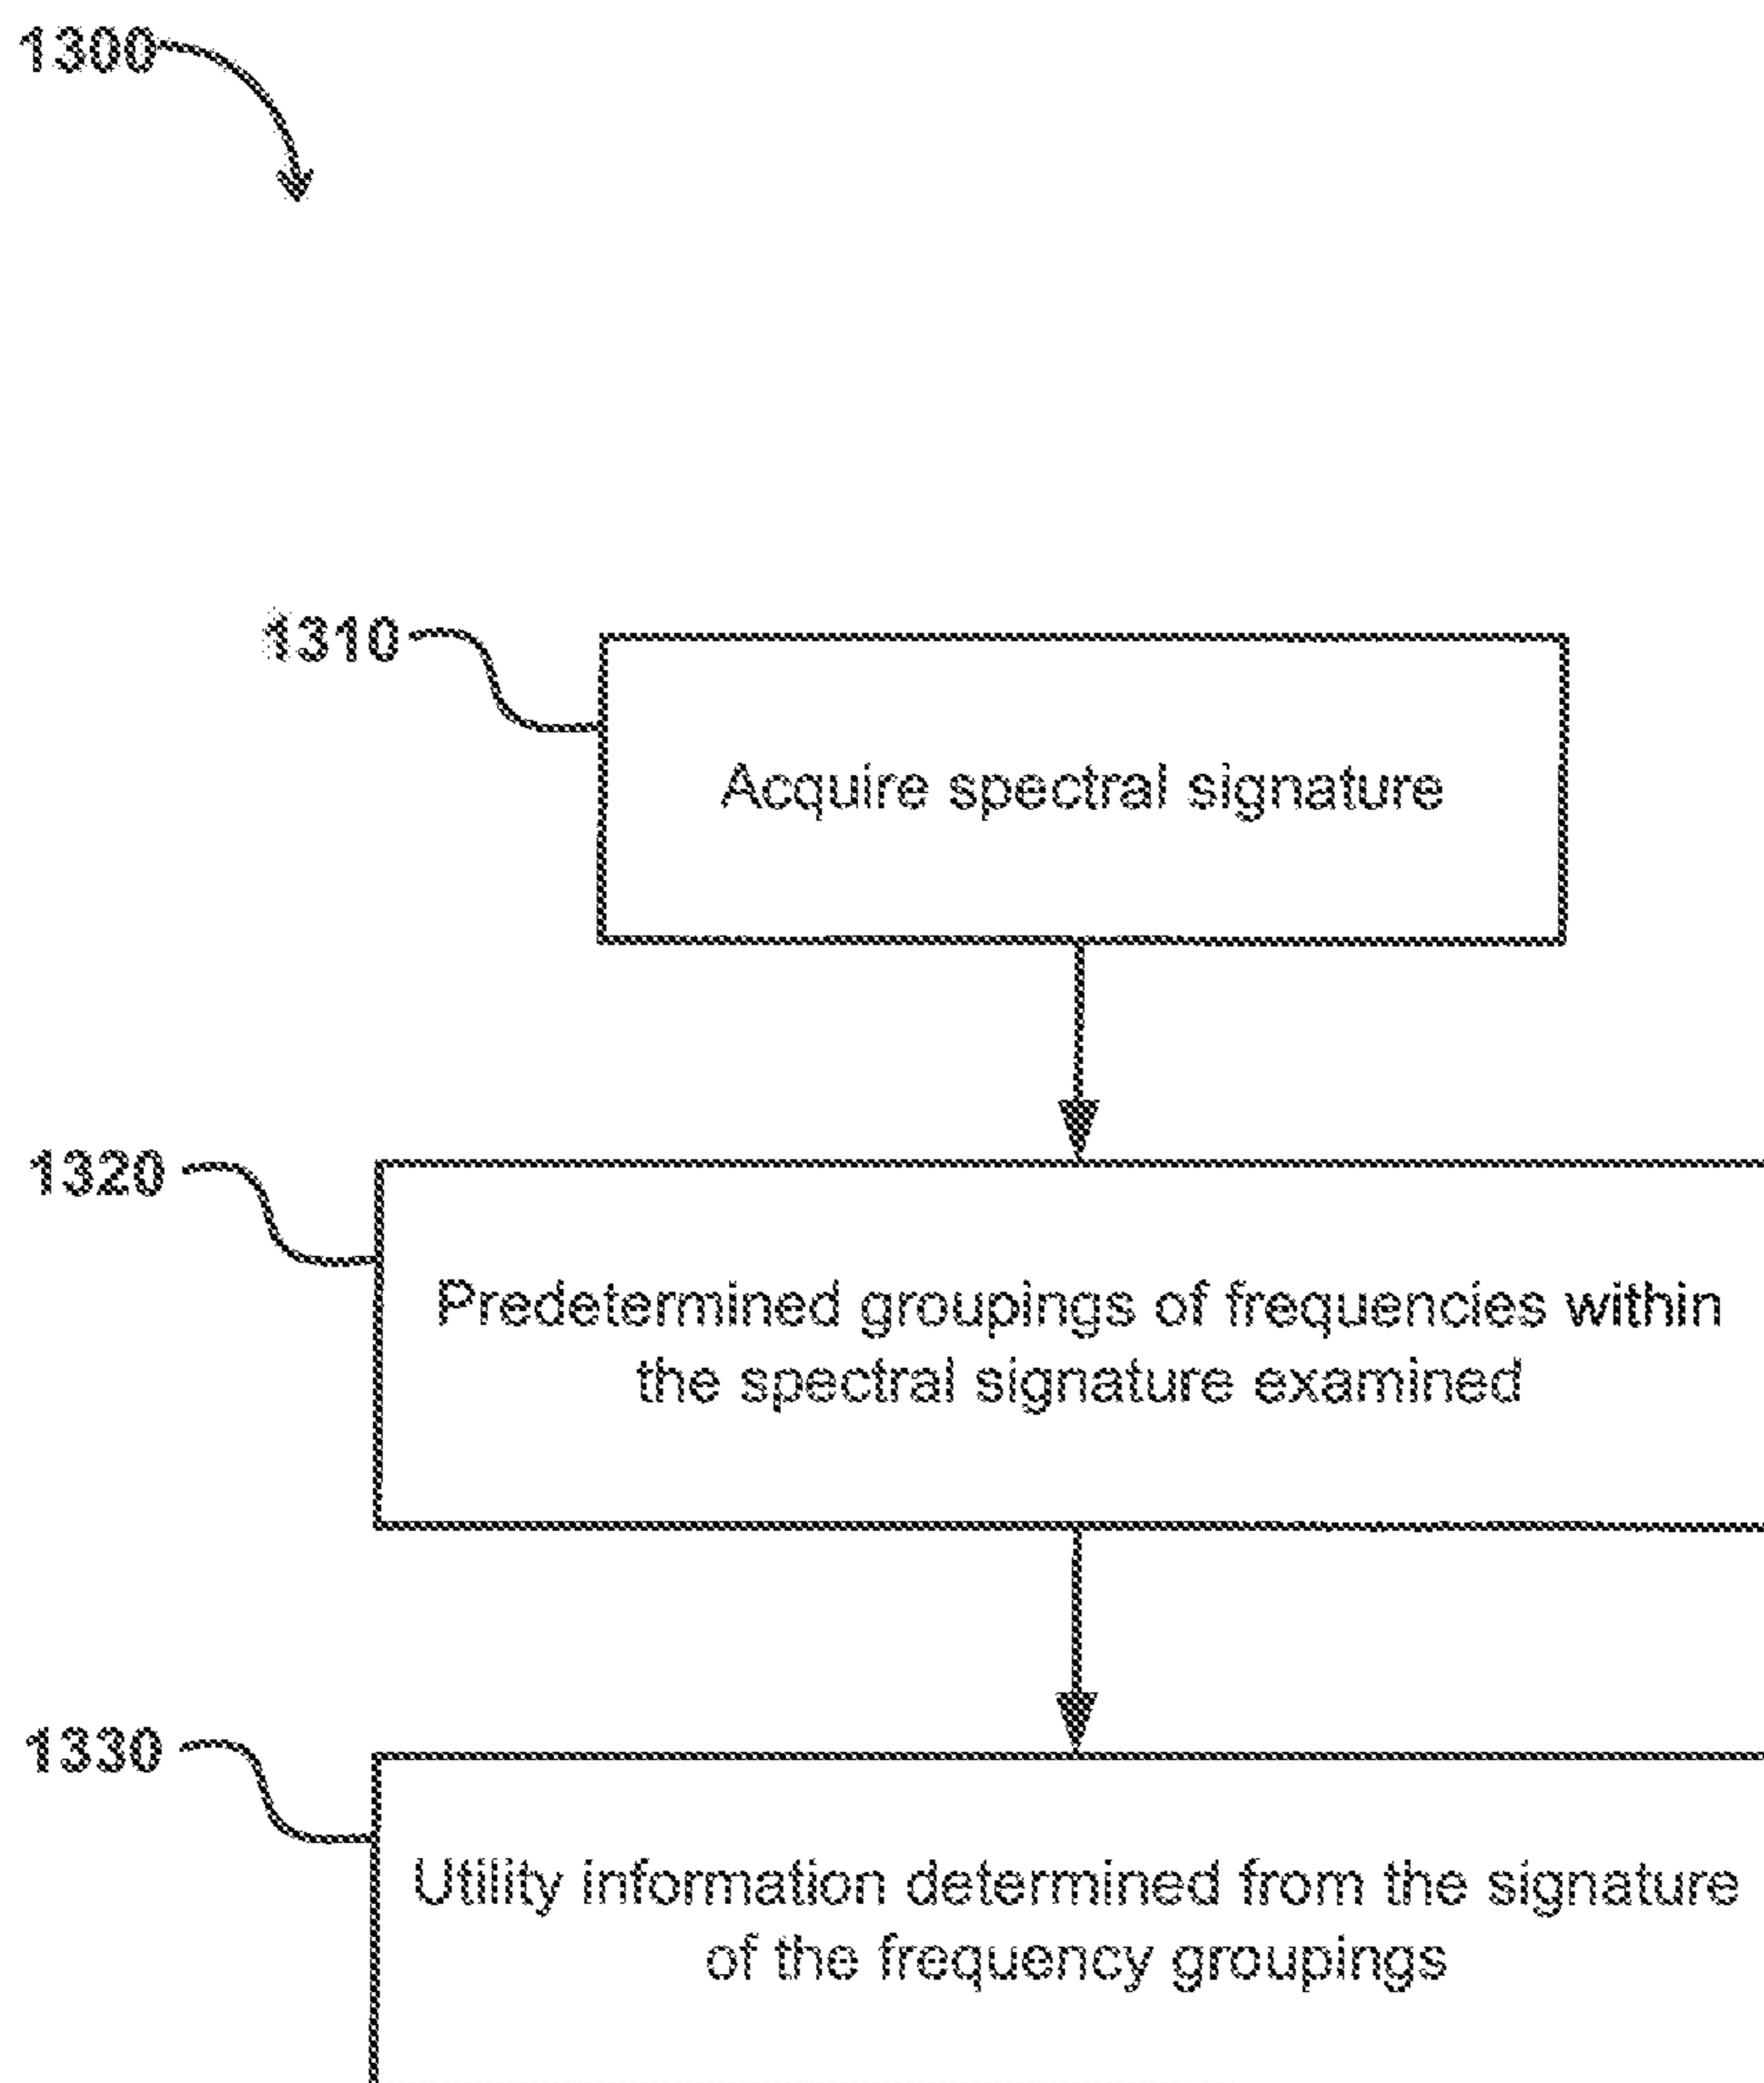 1300
1310
Acquire spectral signature
1320
Predetermined groupings of frequencies within
the spectral signature examined
1330
Utility information determined from the signature
of the frequency groupings